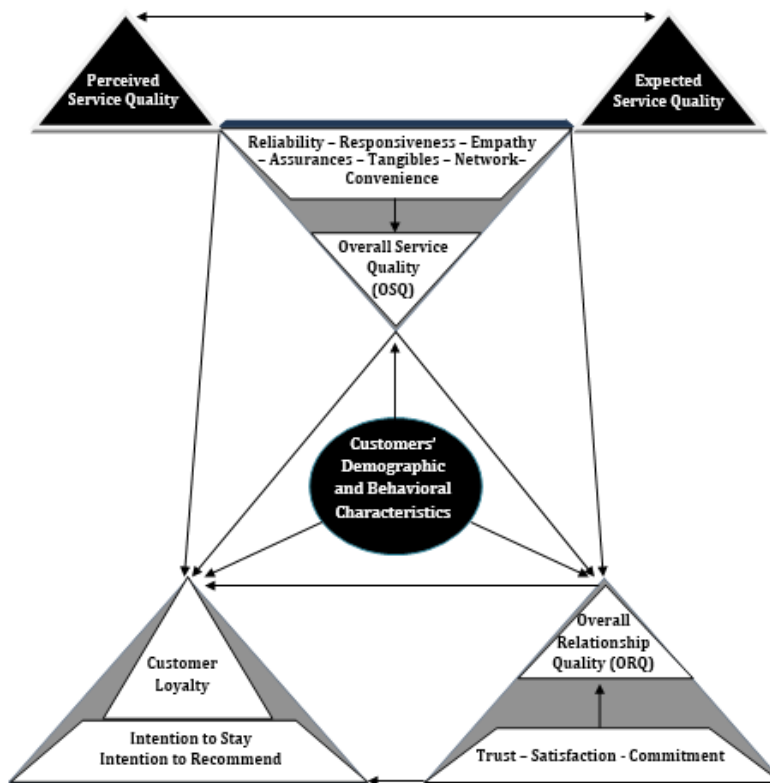 Perceived
Service Quality
Expected
Service Quality
Reliability – Responsiveness – Empathy
– Assurances – Tangibles – Network–
Convenience
Overall Service
Quality
(OSQ)
Customers’
Demographic
and Behavioral
Characteristics
Customer
Loyalty
Intention to Stay
Intention to Recommend
Overall
Relationship
Quality (ORQ)
Trust – Satisfaction - Commitment